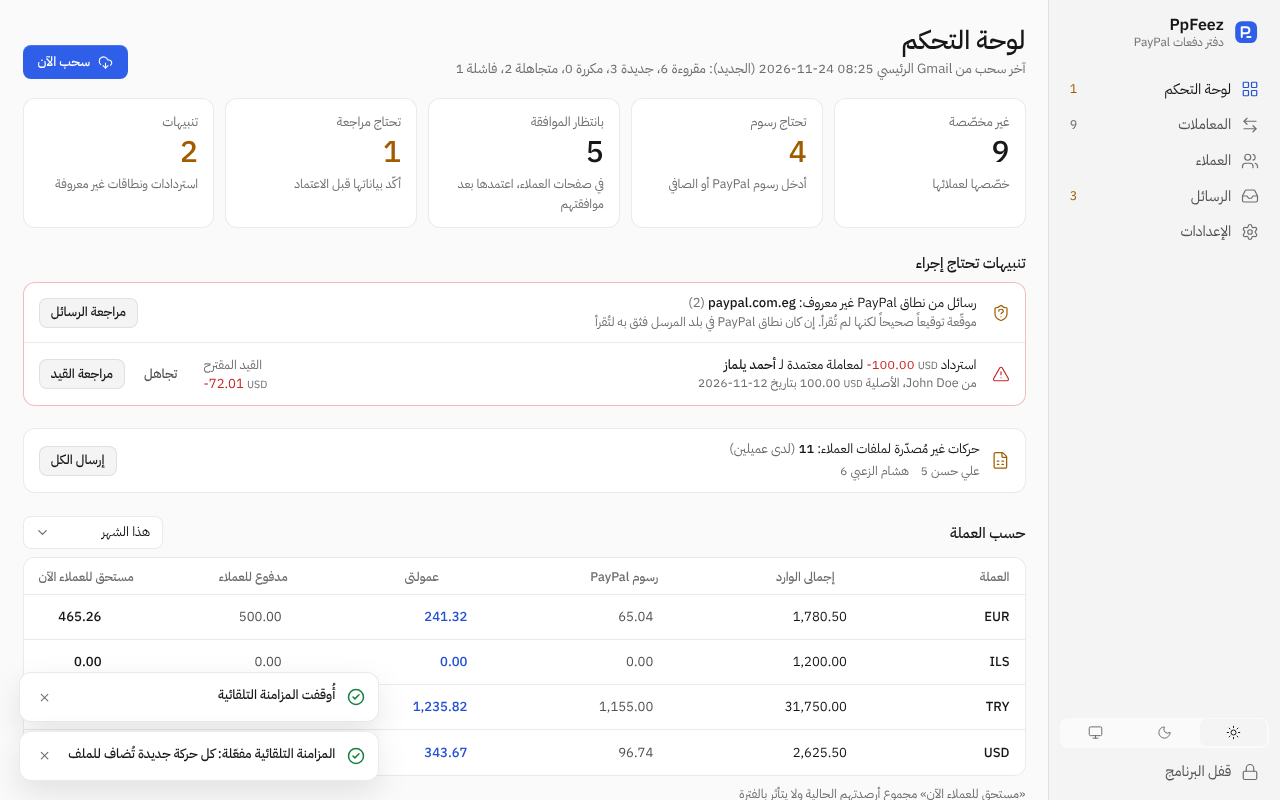 PpFeez
دفتر دفعات PayPal
لوحة التحكم 1
المعاملات 9
العملاء
الرسائل 3
الإعدادات
قفل البرنامج
لوحة التحكم
آخر سحب من Gmail الرئيسي 08:25 24-11-2026 (الجديد): مقروءة 6، جديدة 3، مكررة 0، متجاهلة 2، فاشلة 1
سحب الآن
غير مخصّصة
9
خصّصها لعملائها
تحتاج رسوم
4
أدخل رسوم PayPal أو الصافي
بانتظار الموافقة
5
في صفحات العملاء، اعتمدها بعد
موافقتهم
تحتاج مراجعة
1
أكّد بياناتها قبل الاعتماد
تنبيهات
2
استردادات ونطاقات غير معروفة
تنبيهات تحتاج إجراء
رسائل من نطاق PayPal غير معروف: paypal.com.eg (2)
موقّعة توقيعاً صحيحاً لكنها لم تُقرأ. إن كان نطاق PayPal في بلد المرسل فثق به لتُقرأ
مراجعة الرسائل
استرداد -100.00 USD لمعاملة معتمدة لـ أحمد يلماز
من John Doe، الأصلية 100.00 USD بتاريخ 12-11-2026
القيد المقترح
-72.01 USD
تجاهل
مراجعة القيد
حركات غير مُصدّرة لملفات العملاء: 11 (لدى عميلين)
علي حسن 5 هشام الزعبي 6
إرسال الكل
حسب العملة
هذا الشهر
العملة إجمالي الوارد رسوم PayPal عمولتي مدفوع للعملاء مستحق للعملاء الآن
EUR 1,780.50 65.04 241.32 500.00 465.26
ILS 1,200.00 0.00 0.00 0.00 0.00
TRY 31,750.00 1,155.00 1,235.82
USD 2,625.50 96.74 343.67
«مستحق للعملاء الآن» مجموع أرصدتهم الحالية ولا يتأثر بالفترة
أُوقفت المزامنة التلقائية
المزامنة التلقائية مفعّلة: كل حركة جديدة تُضاف للملف